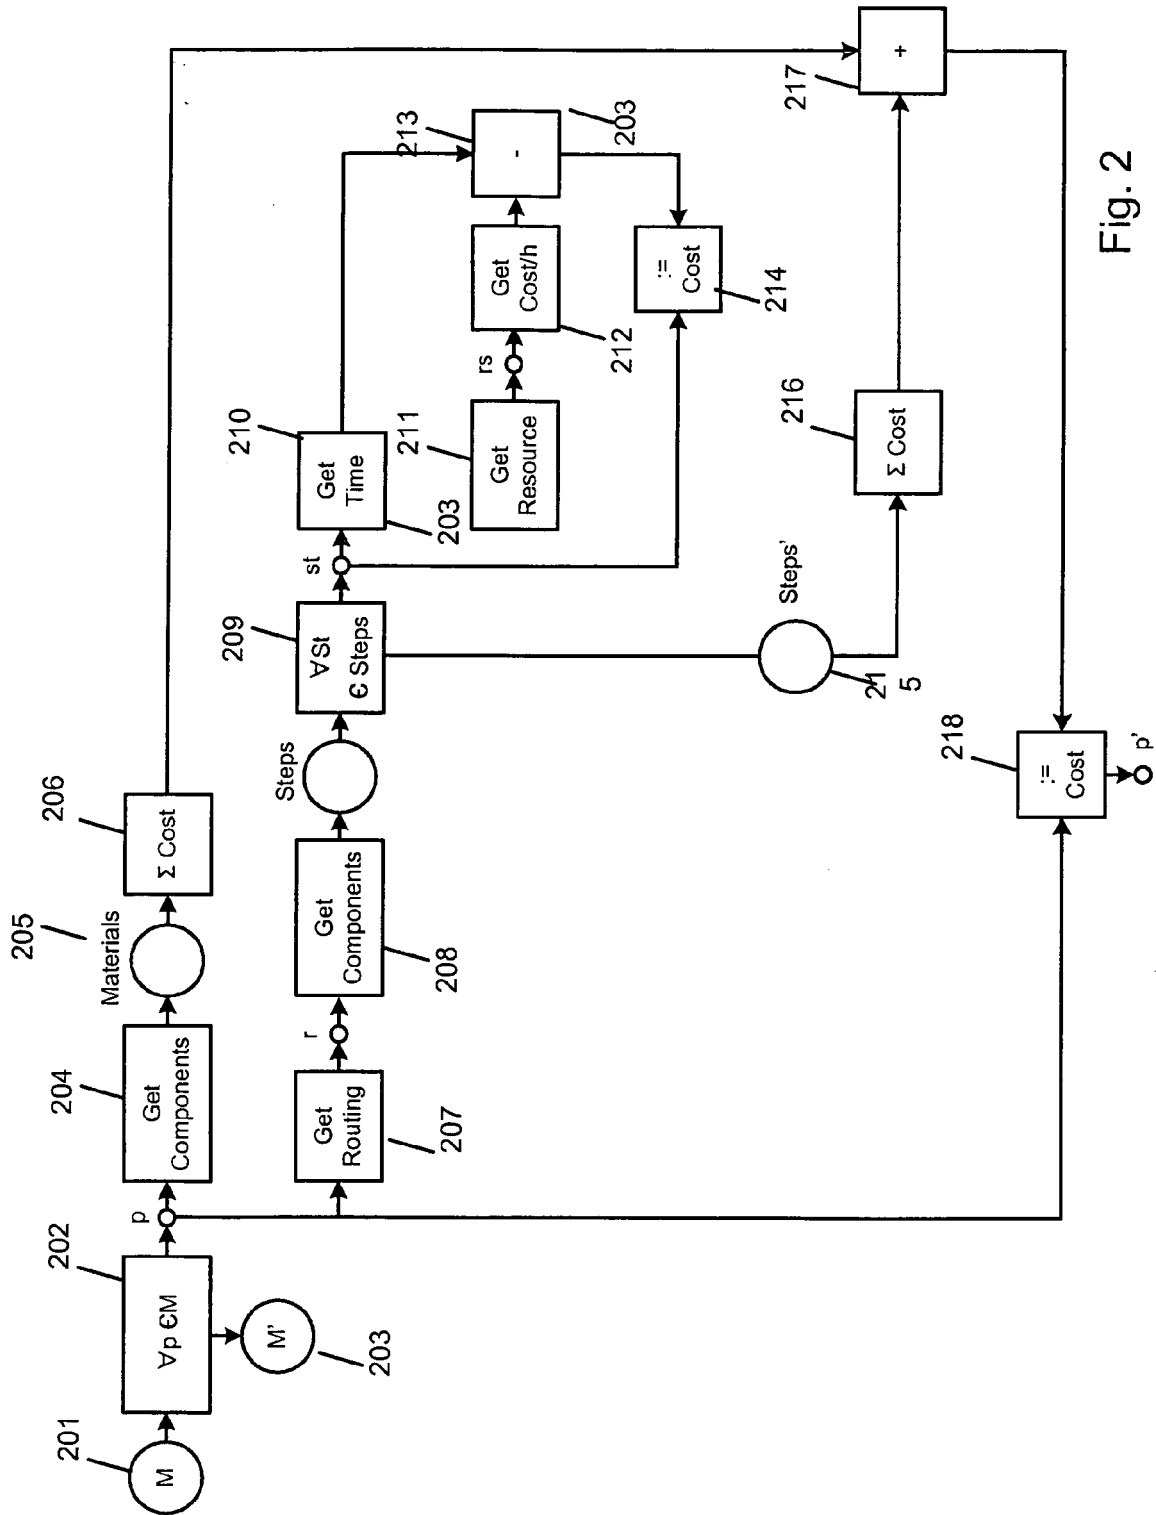 201
M
202
∀p ЄM
M'
203
p
204
Get
Components
205
Materials
206
Σ Cost
Get
Routing
207
r
Get
Components
208
Steps
209
∀St
Є Steps
st
210
Get
Time
203
211
Get
Resource
rs
Get
Cost/h
212
213
-
203
:=
Cost
214
Steps'
21
5
216
Σ Cost
217
+
218
:=
Cost
p'
Fig. 2